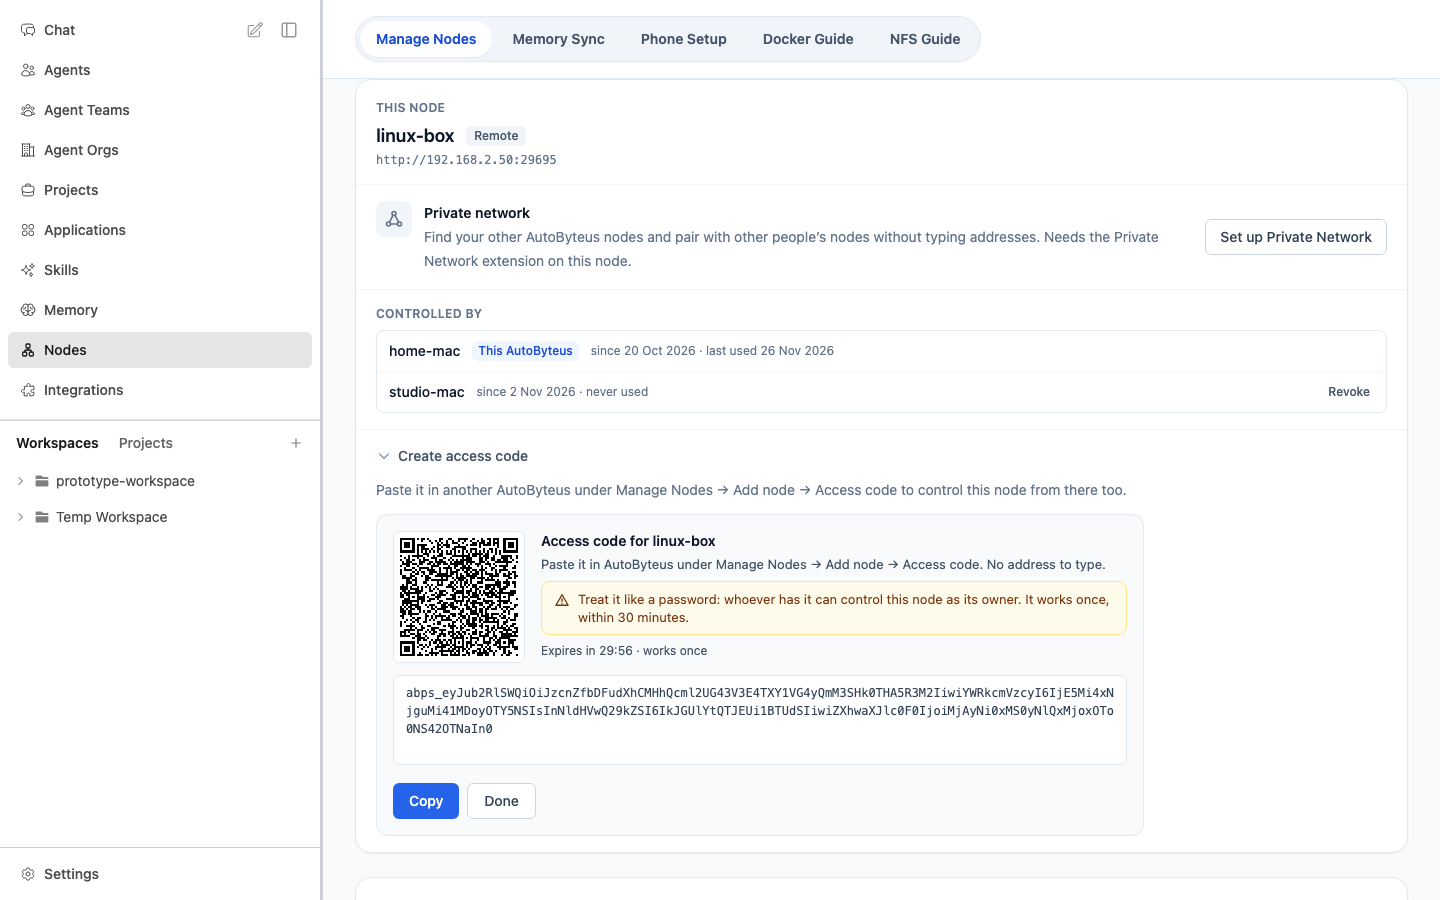 Chat
Agents
Agent Teams
Agent Orgs
Projects
Applications
Skills
Memory
Nodes
Integrations
Workspaces Projects
prototype-workspace
Temp Workspace
Settings
Manage Nodes Memory Sync Phone Setup Docker Guide NFS Guide
THIS NODE
linux-box Remote
http://192.168.2.50:29695
Private network
Find your other AutoByteus nodes and pair with other people’s nodes without typing addresses. Needs the Private
Network extension on this node.
Set up Private Network
CONTROLLED BY
home-mac This AutoByteus since 20 Oct 2026 · last used 26 Nov 2026
studio-mac since 2 Nov 2026 · never used Revoke
Create access code
Paste it in another AutoByteus under Manage Nodes → Add node → Access code to control this node from there too.
Access code for linux-box
Paste it in AutoByteus under Manage Nodes → Add node → Access code. No address to type.
Treat it like a password: whoever has it can control this node as its owner. It works once,
within 30 minutes.
Expires in 29:56 · works once
abps_eyJub2RlSWQiOiJzcnZfbDFudXhCMHhQcml2UG43V3E4TXY1VG4yQmM3SHk0THA5R3M2IiwiYWRkcmVzcyI6IjE5Mi4xN
jguMi41MDoyOTY5NSIsInNldHVwQ29kZSI6IkJGUlYtQTJEUi1BTUdSIiwiZXhwaXJlc0F0IjoiMjAyNi0xMS0yNlQxMjoxOTo
0NS42OTNaIn0
Copy Done